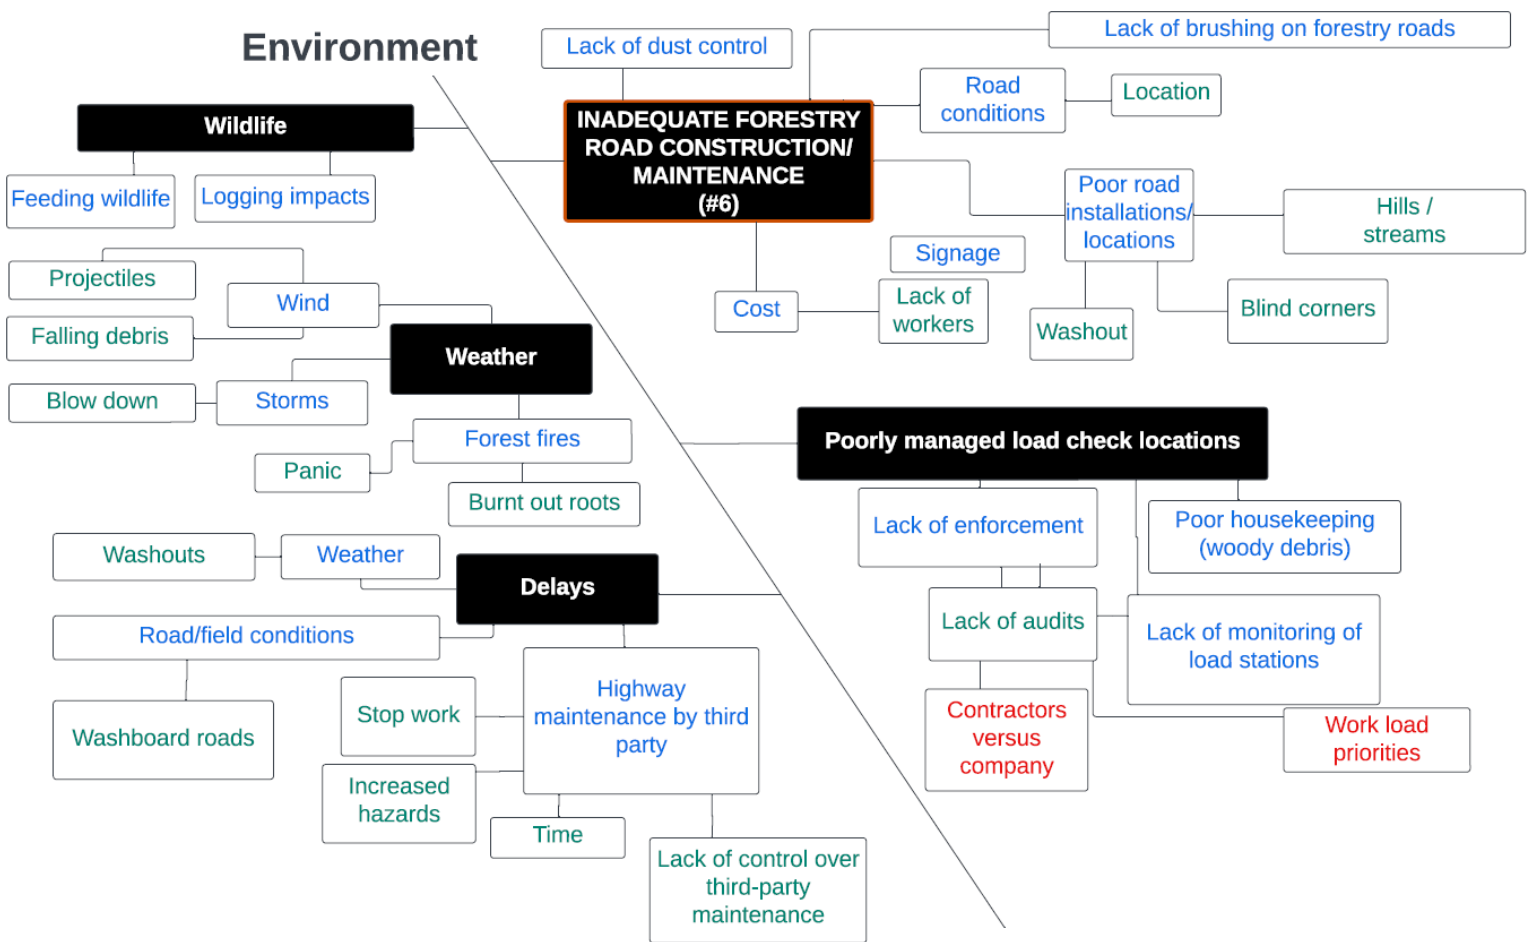 Environment
Lack of dust control
Lack of brushing on forestry roads
Road
conditions
Location
Wildlife
INADEQUATE FORESTRY
ROAD CONSTRUCTION/
MAINTENANCE
(#6)
Feeding wildlife
Logging impacts
Poor road
installations/
locations
Hills /
streams
Signage
Cost
Lack of
workers
Washout
Blind corners
Projectiles
Wind
Falling debris
Weather
Blow down
Storms
Forest fires
Panic
Burnt out roots
Poorly managed load check locations
Lack of enforcement
Poor housekeeping
(woody debris)
Lack of audits
Lack of monitoring of
load stations
Contractors
versus
company
Work load
priorities
Washouts
Weather
Delays
Road/field conditions
Washboard roads
Highway
maintenance by third
party
Stop work
Increased
hazards
Time
Lack of control over
third-party
maintenance